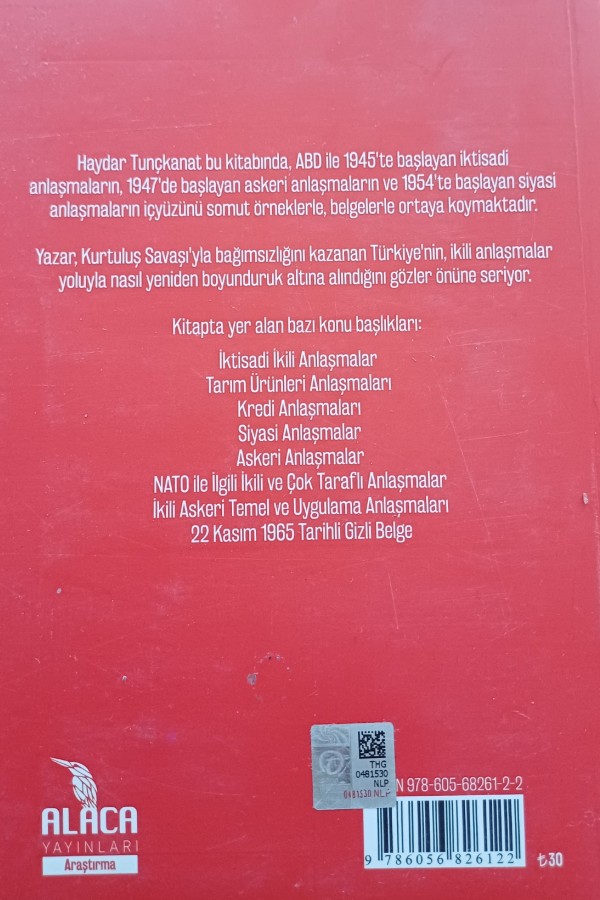 Haydar Tunçkanat bu kitabında, ABD ile 1945'te başlayan iktisadi
anlaşmaların, 1947'de başlayan askeri anlaşmaların ve 1954'te başlayan siyasi
anlaşmaların içyüzünü somut örneklerle, belgelerle ortaya koymaktadır.
Yazar, Kurtuluş Savaşı'yla bağımsızlığını kazanan Türkiye'nin, ikili anlaşmalar
yoluyla nasıl yeniden boyunduruk altına alındığını gözler önüne seriyor.
Kitapta yer alan bazı konu başlıkları:
İktisadi İkili Anlaşmalar
Tarım Ürünleri Anlaşmaları
Kredi Anlaşmaları
Siyasi Anlaşmalar
Askeri Anlaşmalar
NATO ile İlgili İkili ve Çok Taraflı Anlaşmalar
İkili Askeri Temel ve Uygulama Anlaşmaları
22 Kasım 1965 Tarihli Gizli Belge
THG
0481530
NLP
0481530 NLP
N 978-605-68261-2-2
9 786056 826122
₺30
ALACA
YAYINLARI
Araştırma